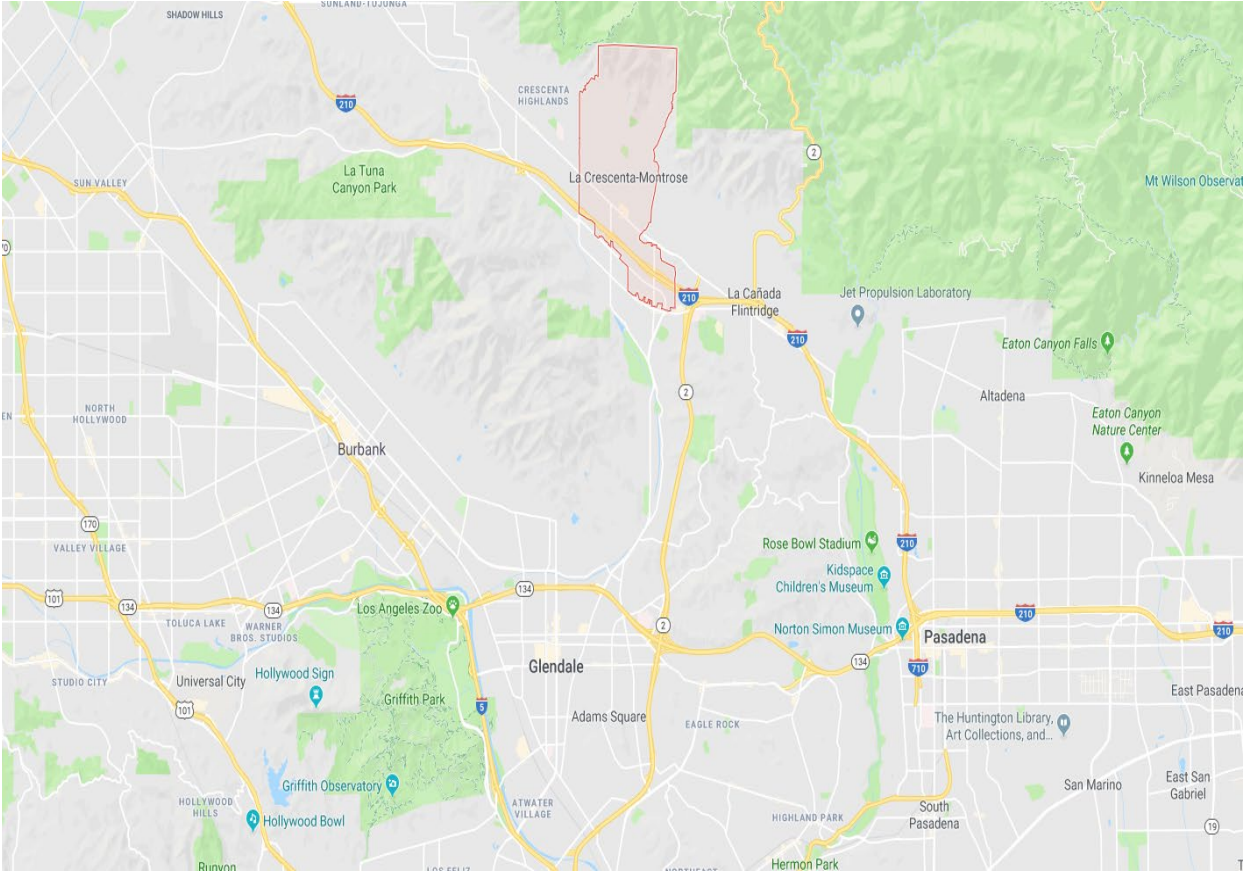 SUNLAND-TUJUNGA
SHADOW HILLS
CRESCENTA
HIGHLANDS
210
2
La Tuna
Canyon Park
La Crescenta-Montrose
SUN VALLEY
Mt Wilson Observat
210
La Cañada
Flintridge
Jet Propulsion Laboratory
210
Eaton Canyon Falls
2
Altadena
NORTH
HOLLYWOOD
Eaton Canyon
Nature Center
Burbank
Kinneloa Mesa
170
VALLEY VILLAGE
Rose Bowl Stadium
210
Kidspace
Children's Museum
101
134
134
134
Los Angeles Zoo
TOLUCA LAKE
WARNER
BROS. STUDIOS
2
Norton Simon Museum
Pasadena
210
210
134
710
Glendale
STUDIO CITY
Universal City
Hollywood Sign
Griffith Park
5
101
Adams Square
EAGLE ROCK
East Pasadena
The Huntington Library,
Art Collections, and...
Griffith Observatory
San Marino
East San
Gabriel
HOLLYWOOD
HILLS
Hollywood Bowl
ATWATER
VILLAGE
HIGHLAND PARK
South
Pasadena
19
Hermon Park
Runyon
LOS FELIZ
NORTHEAST